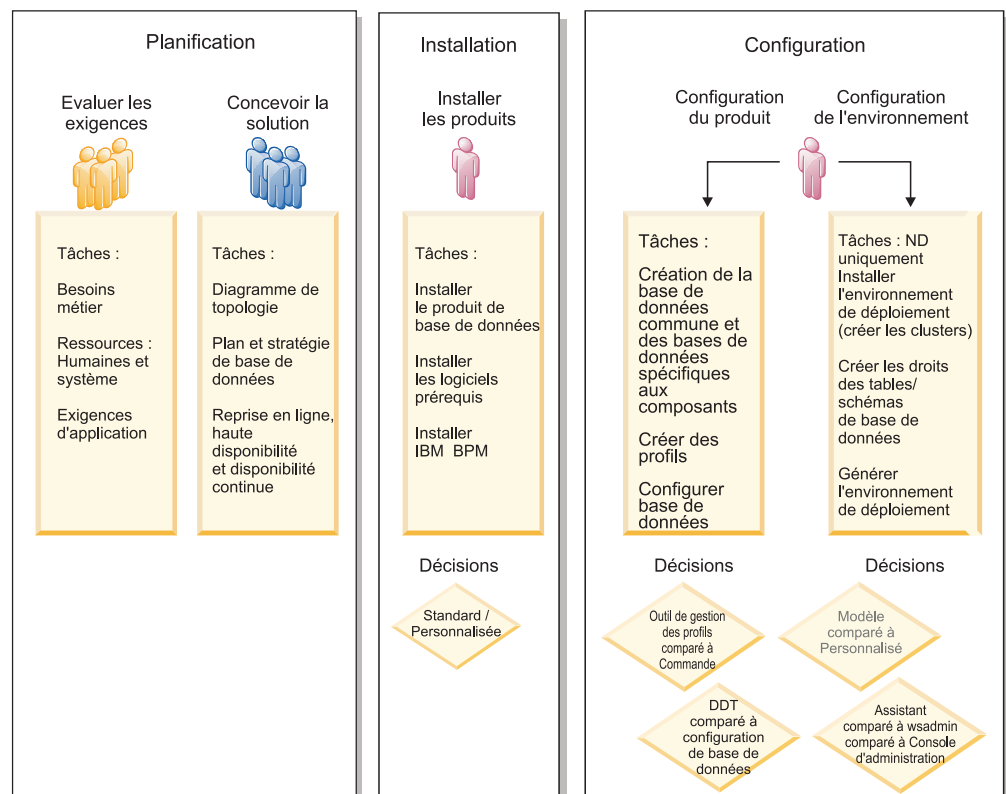 Planification
Evaluer les
exigences
Concevoir la
solution
Tâches :
Besoins
métier
Ressources :
Humaines et
système
Exigences
d'application
Tâches :
Diagramme de
topologie
Plan et stratégie
de base de
données
Reprise en ligne,
haute
disponibilité
et disponibilité
continue
Installation
Installer
les produits
Tâches :
Installer
le produit de
base de données
Installer
les logiciels
prérequis
Installer
IBM BPM
Décisions
Standard /
Personnalisée
Configuration
Configuration
du produit
Configuration
de l'environnement
Tâches :
Création de la
base de
données
commune et
des bases de
données
spécifiques
aux
composants
Créer des
profils
Configurer
base de
données
Tâches : ND
uniquement
Installer
l'environnement
de déploiement
(créer les clusters)
Créer les droits
des tables/
schémas
de base de
données
Générer
l'environnement
de déploiement
Décisions
Outil de gestion
des profils
comparé à
Commande
DDT
comparé à
configuration
de base de
données
Décisions
Modèle
comparé à
Personnalisé
Assistant
comparé à wsadmin
comparé à Console
d'administration